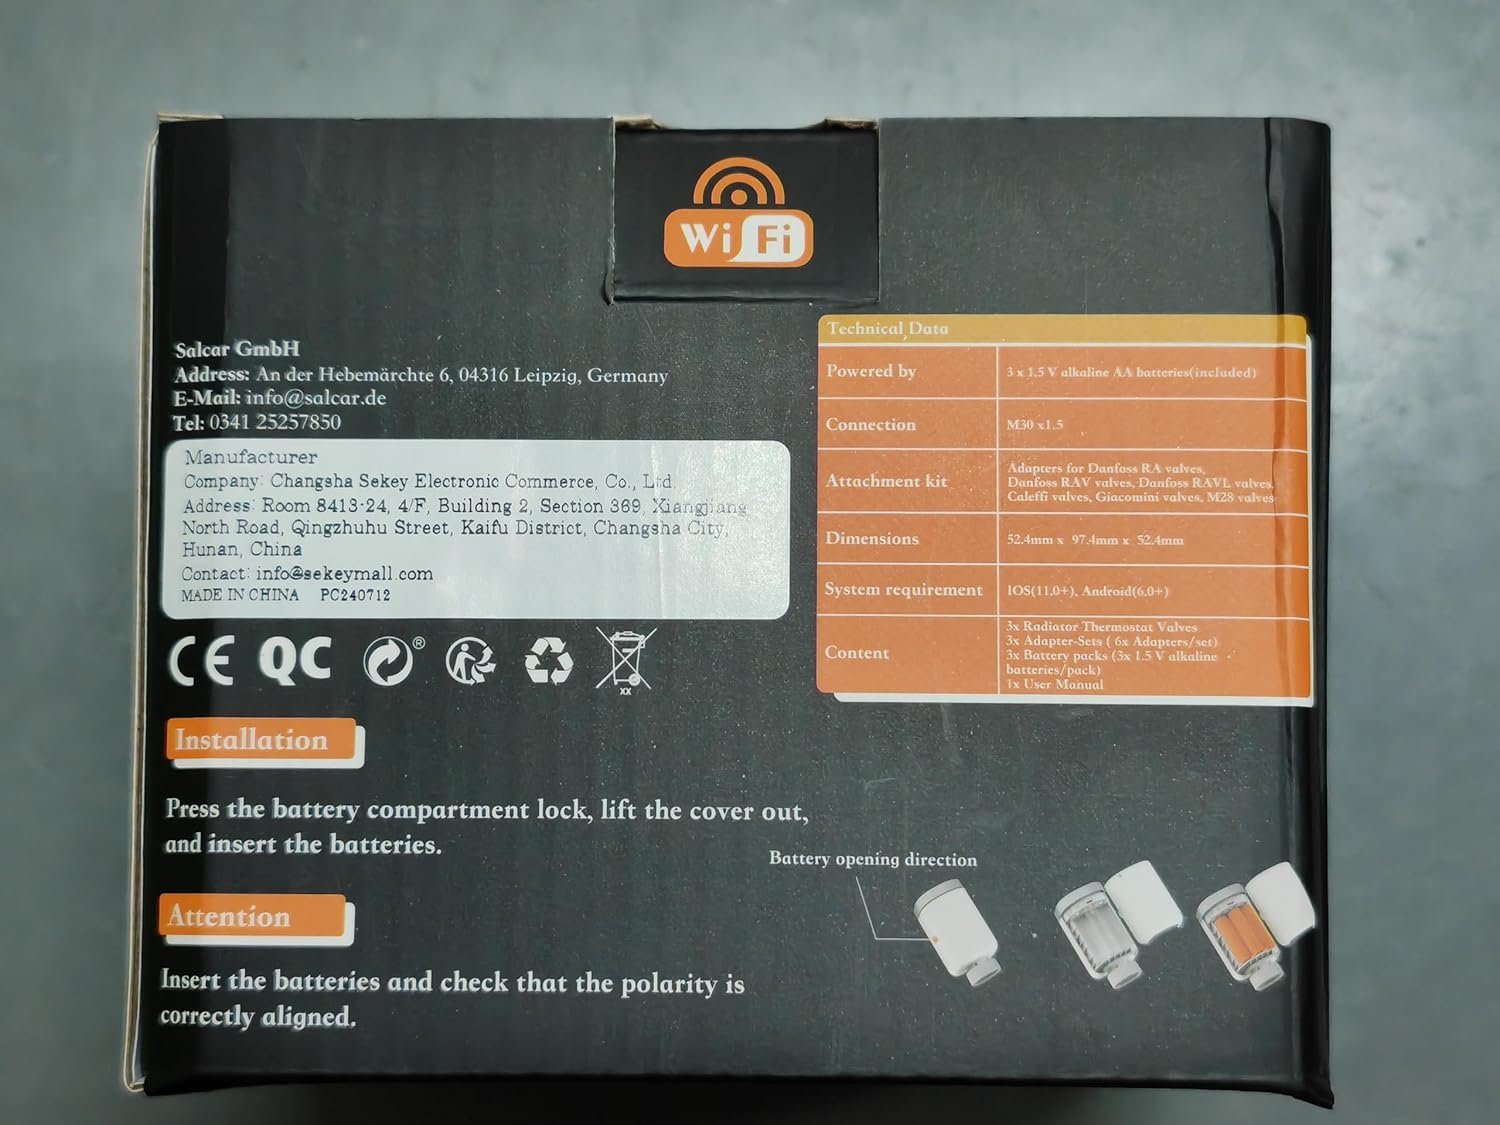 WiFi
Salcar GmbH
Address: An der Hebemärchte 6, 04316 Leipzig, Germany
E-Mail: info@salcar.de
Tel: 0341 25257850
Manufacturer
Company: Changsha Sekey Electronic Commerce, Co., Ltd.
Address: Room 8413-24, 4/F, Building 2, Section 369, Xiangjiang
North Road, Qingzhuhu Street, Kaifu District, Changsha City,
Hunan, China
Contact: info@sekeymall.com
MADE IN CHINA PC240712
CE QC ®
XX
Technical Data
Powered by 3 x 1.5 V alkaline AA batteries(included)
Connection M30 x1.5
Attachment kit
Adapters for Danfoss RA valves,
Danfoss RAV valves, Danfoss RAVL valves,
Caleffi valves, Giacomini valves, M28 valves
Dimensions 52.4mm x 97.4mm x 52.4mm
System requirement IOS(11.0+), Android(6.0+)
Content
3x Radiator Thermostat Valves
3x Adapter-Sets ( 6x Adapters/set)
3x Battery packs (3x 1.5 V alkaline
batteries/pack)
1x User Manual
Installation
Press the battery compartment lock, lift the cover out,
and insert the batteries.
Battery opening direction
Attention
Insert the batteries and check that the polarity is
correctly aligned.